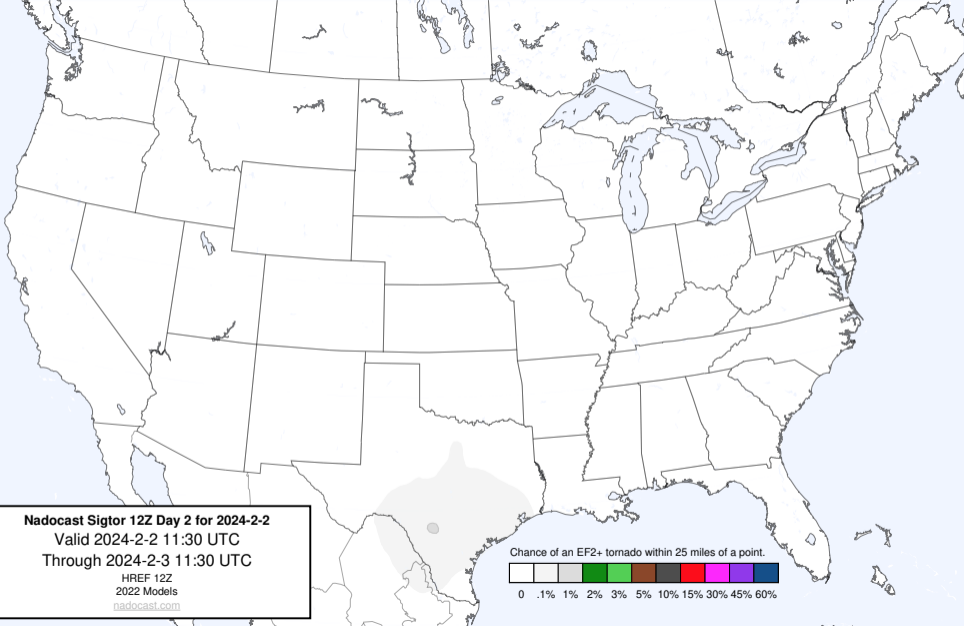 Nadocast Sigtor 12Z Day 2 for 2024-2-2
Valid 2024-2-2 11:30 UTC
Through 2024-2-3 11:30 UTC
HREF 12Z
2022 Models
nadocast.com
Chance of an EF2+ tornado within 25 miles of a point.
0 .1% 1% 2% 3% 5% 10% 15% 30% 45% 60%